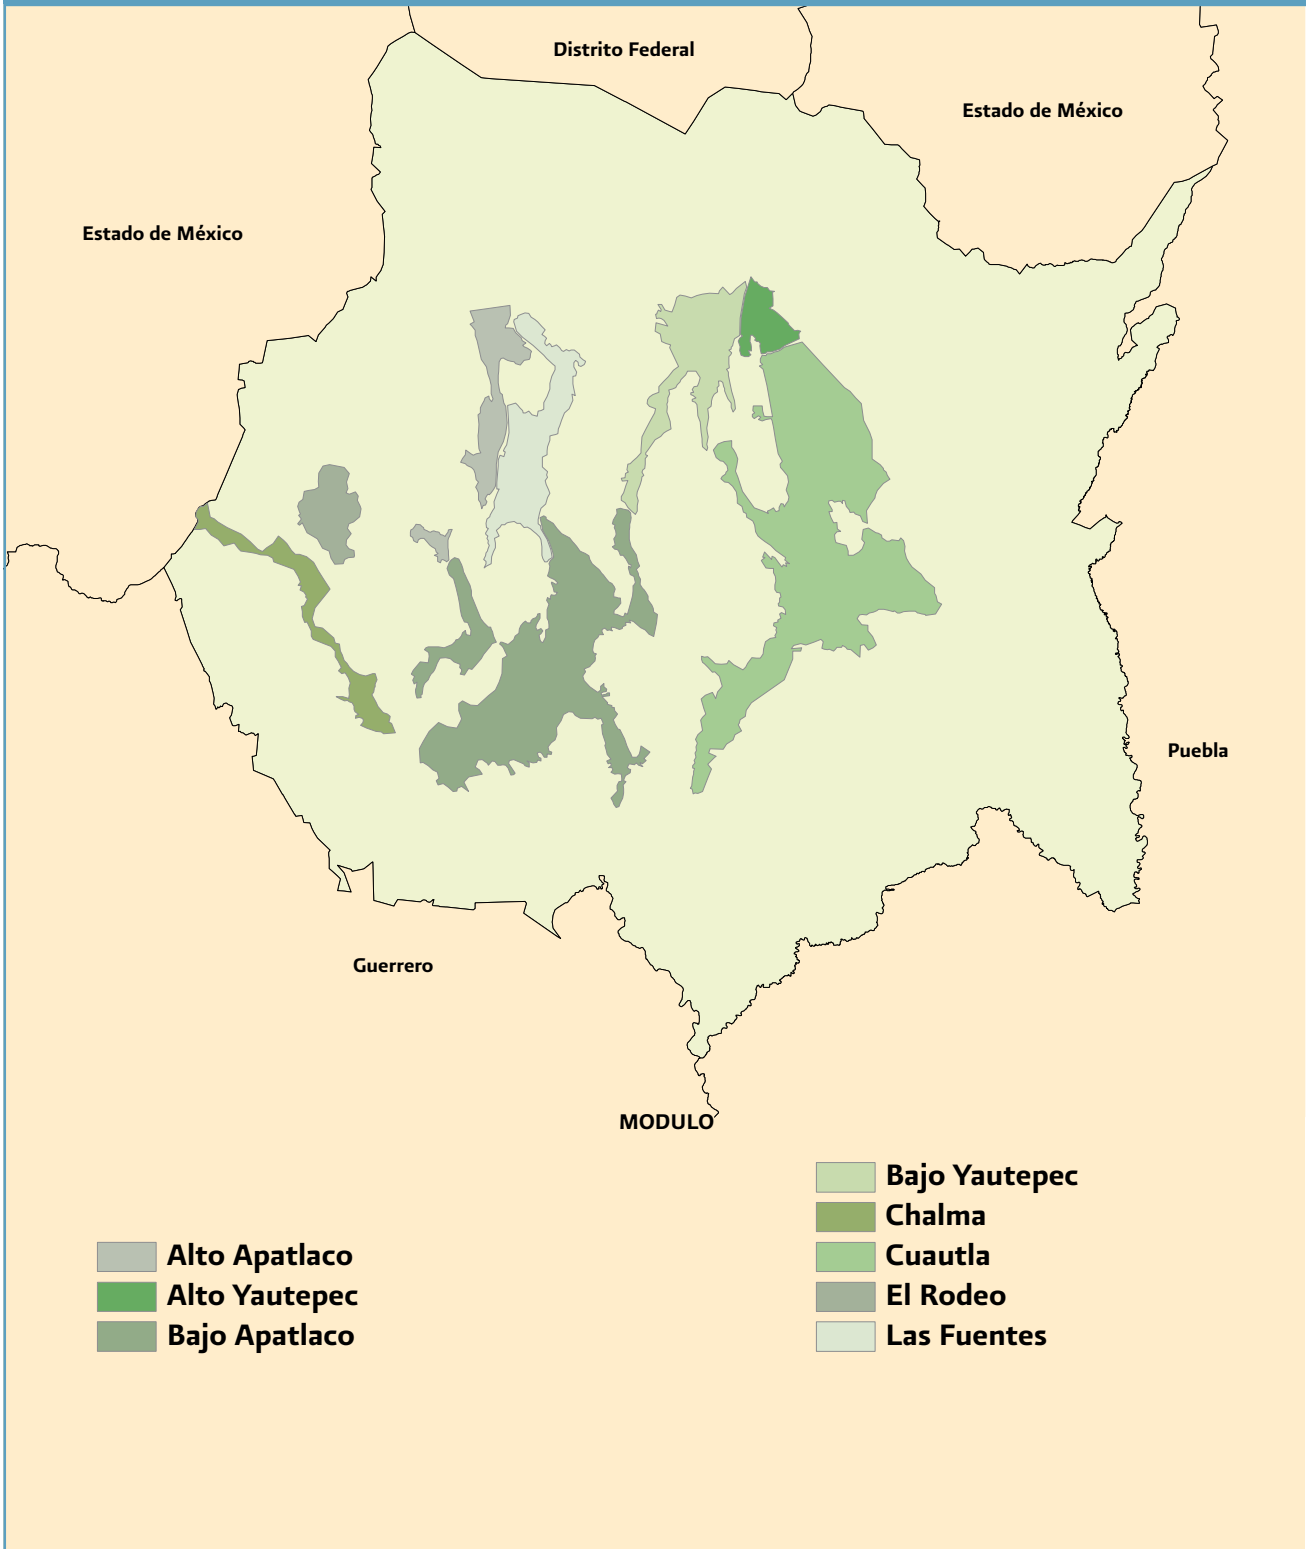 Distrito Federal
Estado de México
Estado de México
Puebla
Guerrero
MODULO
Alto Apatlaco
Alto Yautepec
Bajo Apatlaco
Bajo Yautepec
Chalma
Cuautla
El Rodeo
Las Fuentes